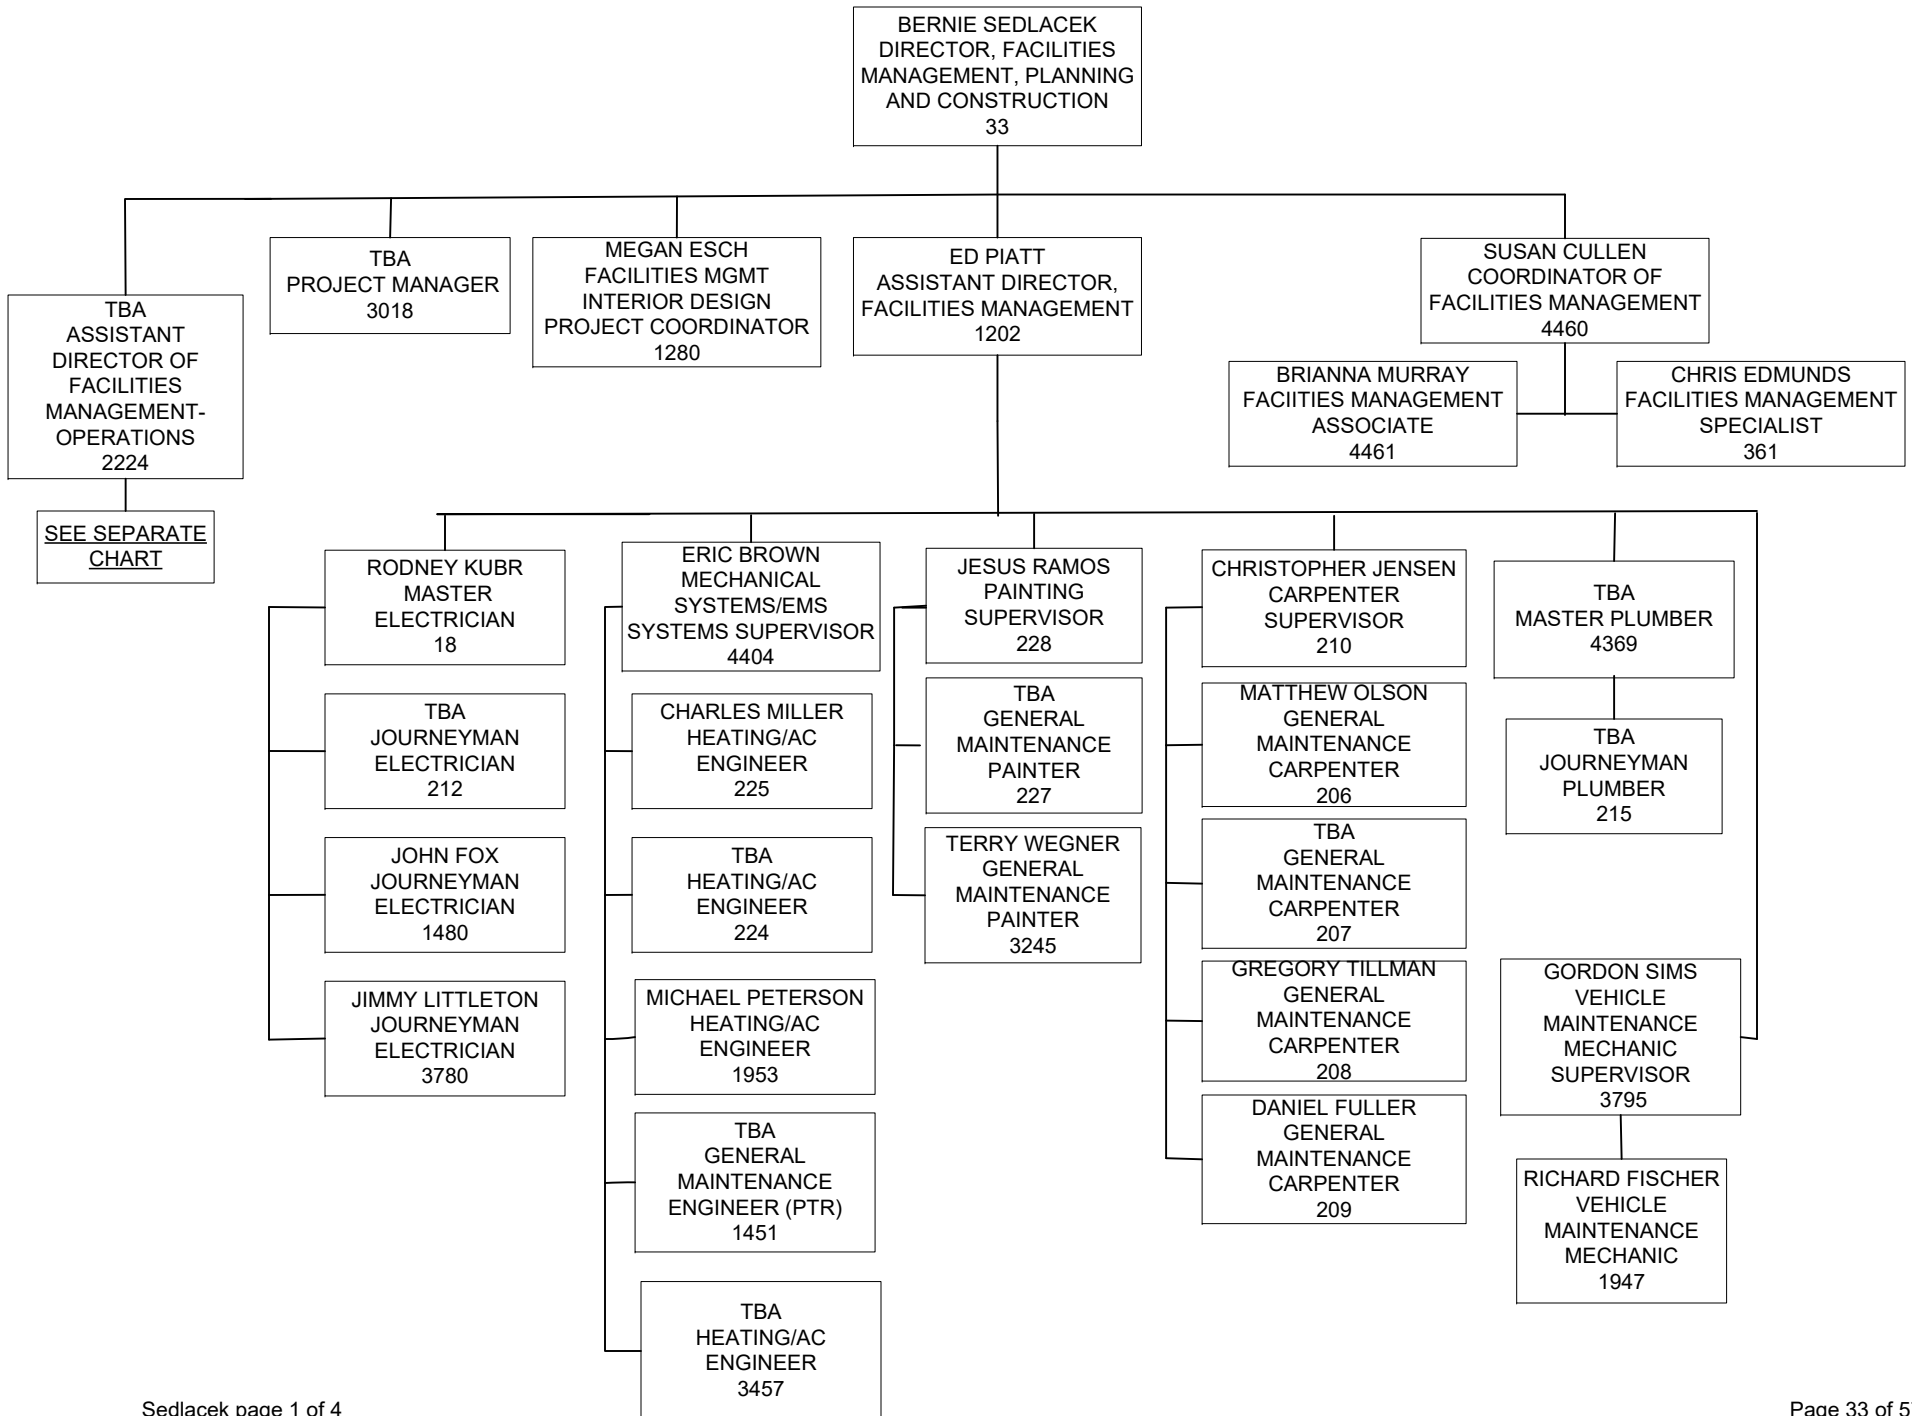 BERNIE SEDLACEK
DIRECTOR, FACILITIES
MANAGEMENT, PLANNING
AND CONSTRUCTION
33
TBA
ASSISTANT
DIRECTOR OF
FACILITIES
MANAGEMENT-
OPERATIONS
2224
SEE SEPARATE
CHART
TBA
PROJECT MANAGER
3018
MEGAN ESCH
FACILITIES MGMT
INTERIOR DESIGN
PROJECT COORDINATOR
1280
ED PIATT
ASSISTANT DIRECTOR,
FACILITIES MANAGEMENT
1202
SUSAN CULLEN
COORDINATOR OF
FACILITIES MANAGEMENT
4460
BRIANNA MURRAY
FACIITIES MANAGEMENT
ASSOCIATE
4461
CHRIS EDMUNDS
FACILITIES MANAGEMENT
SPECIALIST
361
RODNEY KUBR
MASTER
ELECTRICIAN
18
TBA
JOURNEYMAN
ELECTRICIAN
212
JOHN FOX
JOURNEYMAN
ELECTRICIAN
1480
JIMMY LITTLETON
JOURNEYMAN
ELECTRICIAN
3780
ERIC BROWN
MECHANICAL
SYSTEMS/EMS
SYSTEMS SUPERVISOR
4404
CHARLES MILLER
HEATING/AC
ENGINEER
225
TBA
HEATING/AC
ENGINEER
224
MICHAEL PETERSON
HEATING/AC
ENGINEER
1953
TBA
GENERAL
MAINTENANCE
ENGINEER (PTR)
1451
TBA
HEATING/AC
ENGINEER
3457
JESUS RAMOS
PAINTING
SUPERVISOR
228
TBA
GENERAL
MAINTENANCE
PAINTER
227
TERRY WEGNER
GENERAL
MAINTENANCE
PAINTER
3245
CHRISTOPHER JENSEN
CARPENTER
SUPERVISOR
210
MATTHEW OLSON
GENERAL
MAINTENANCE
CARPENTER
206
TBA
GENERAL
MAINTENANCE
CARPENTER
207
GREGORY TILLMAN
GENERAL
MAINTENANCE
CARPENTER
208
DANIEL FULLER
GENERAL
MAINTENANCE
CARPENTER
209
TBA
MASTER PLUMBER
4369
TBA
JOURNEYMAN
PLUMBER
215
GORDON SIMS
VEHICLE
MAINTENANCE
MECHANIC
SUPERVISOR
3795
RICHARD FISCHER
VEHICLE
MAINTENANCE
MECHANIC
1947
Sedlacek page 1 of 4
Page 33 of